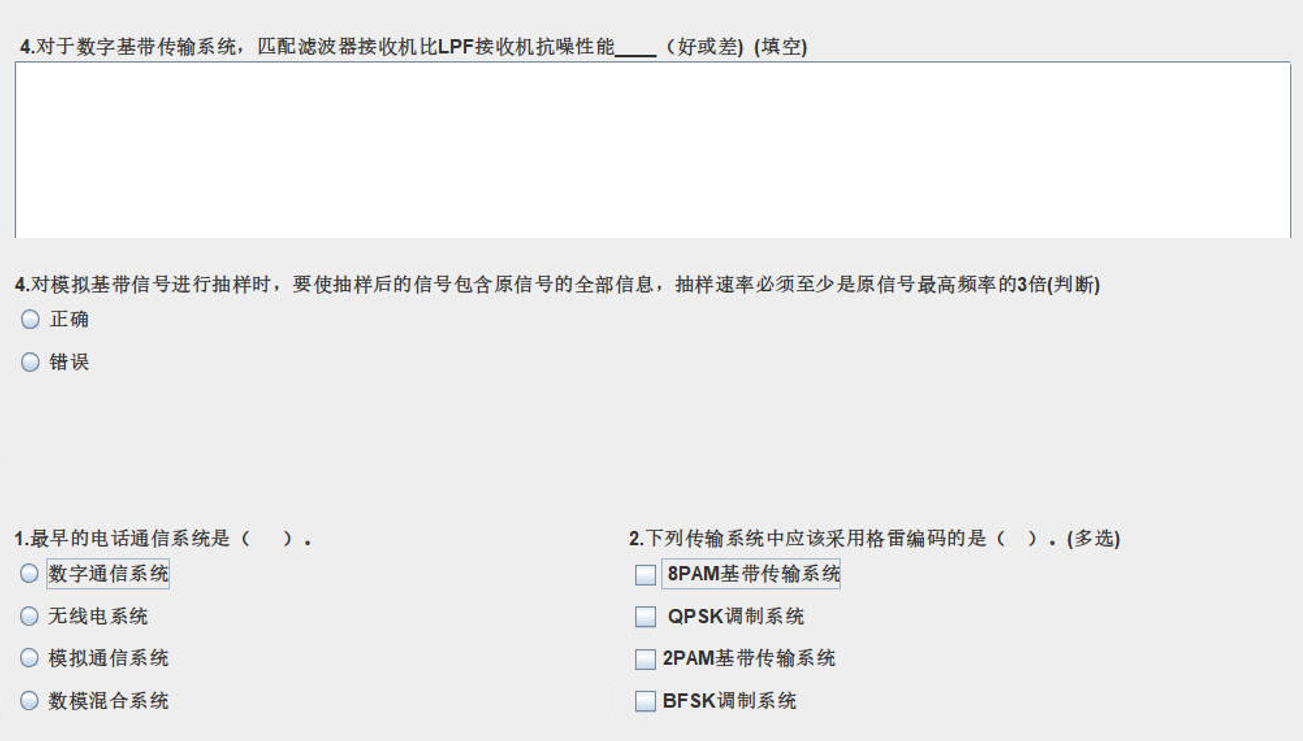 4.对于数字基带传输系统，匹配滤波器接收机比LPF接收机抗噪性能____（好或差) (填空)
4.对模拟基带信号进行抽样时，要使抽样后的信号包含原信号的全部信息，抽样速率必须至少是原信号最高频率的3倍(判断)
正确
错误
1.最早的电话通信系统是（　）。
数字通信系统
无线电系统
模拟通信系统
数模混合系统
2.下列传输系统中应该采用格雷编码的是（　）。(多选)
8PAM基带传输系统
QPSK调制系统
2PAM基带传输系统
BFSK调制系统